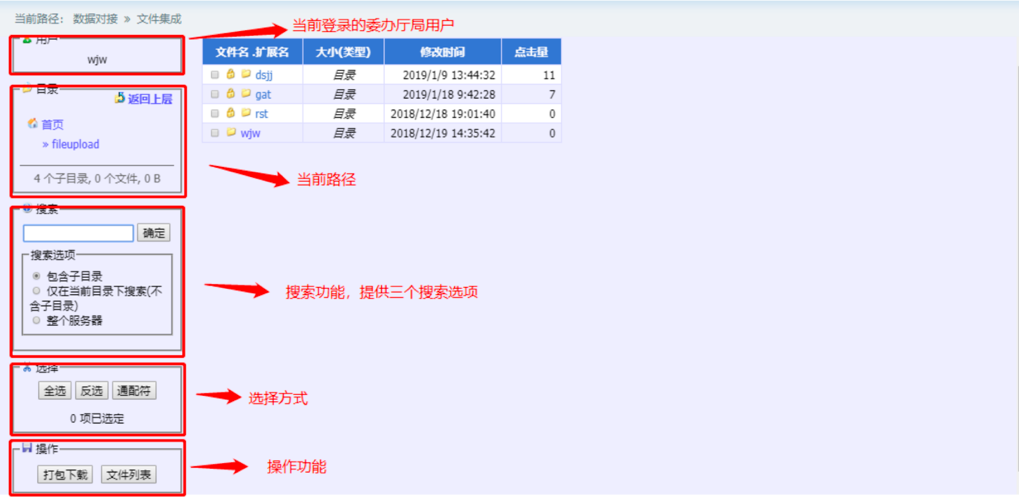 当前路径： 数据对接 » 文件集成
当前登录的委办厅局用户
用户
wjw
文件名 .扩展名 大小(类型) 修改时间 点击量
dsjj 目录 2019/1/9 13:44:32 11
gat 目录 2019/1/18 9:42:28 7
rst 目录 2018/12/18 19:01:40 0
wjw 目录 2018/12/19 14:35:42 0
目录
返回上层
首页
» fileupload
4 个子目录, 0 个文件, 0 B
当前路径
搜索
确定
搜索选项
包含子目录
仅在当前目录下搜索(不
含子目录)
整个服务器
搜索功能，提供三个搜索选项
选择
全选 反选 通配符
0 项已选定
选择方式
操作
打包下载 文件列表
操作功能